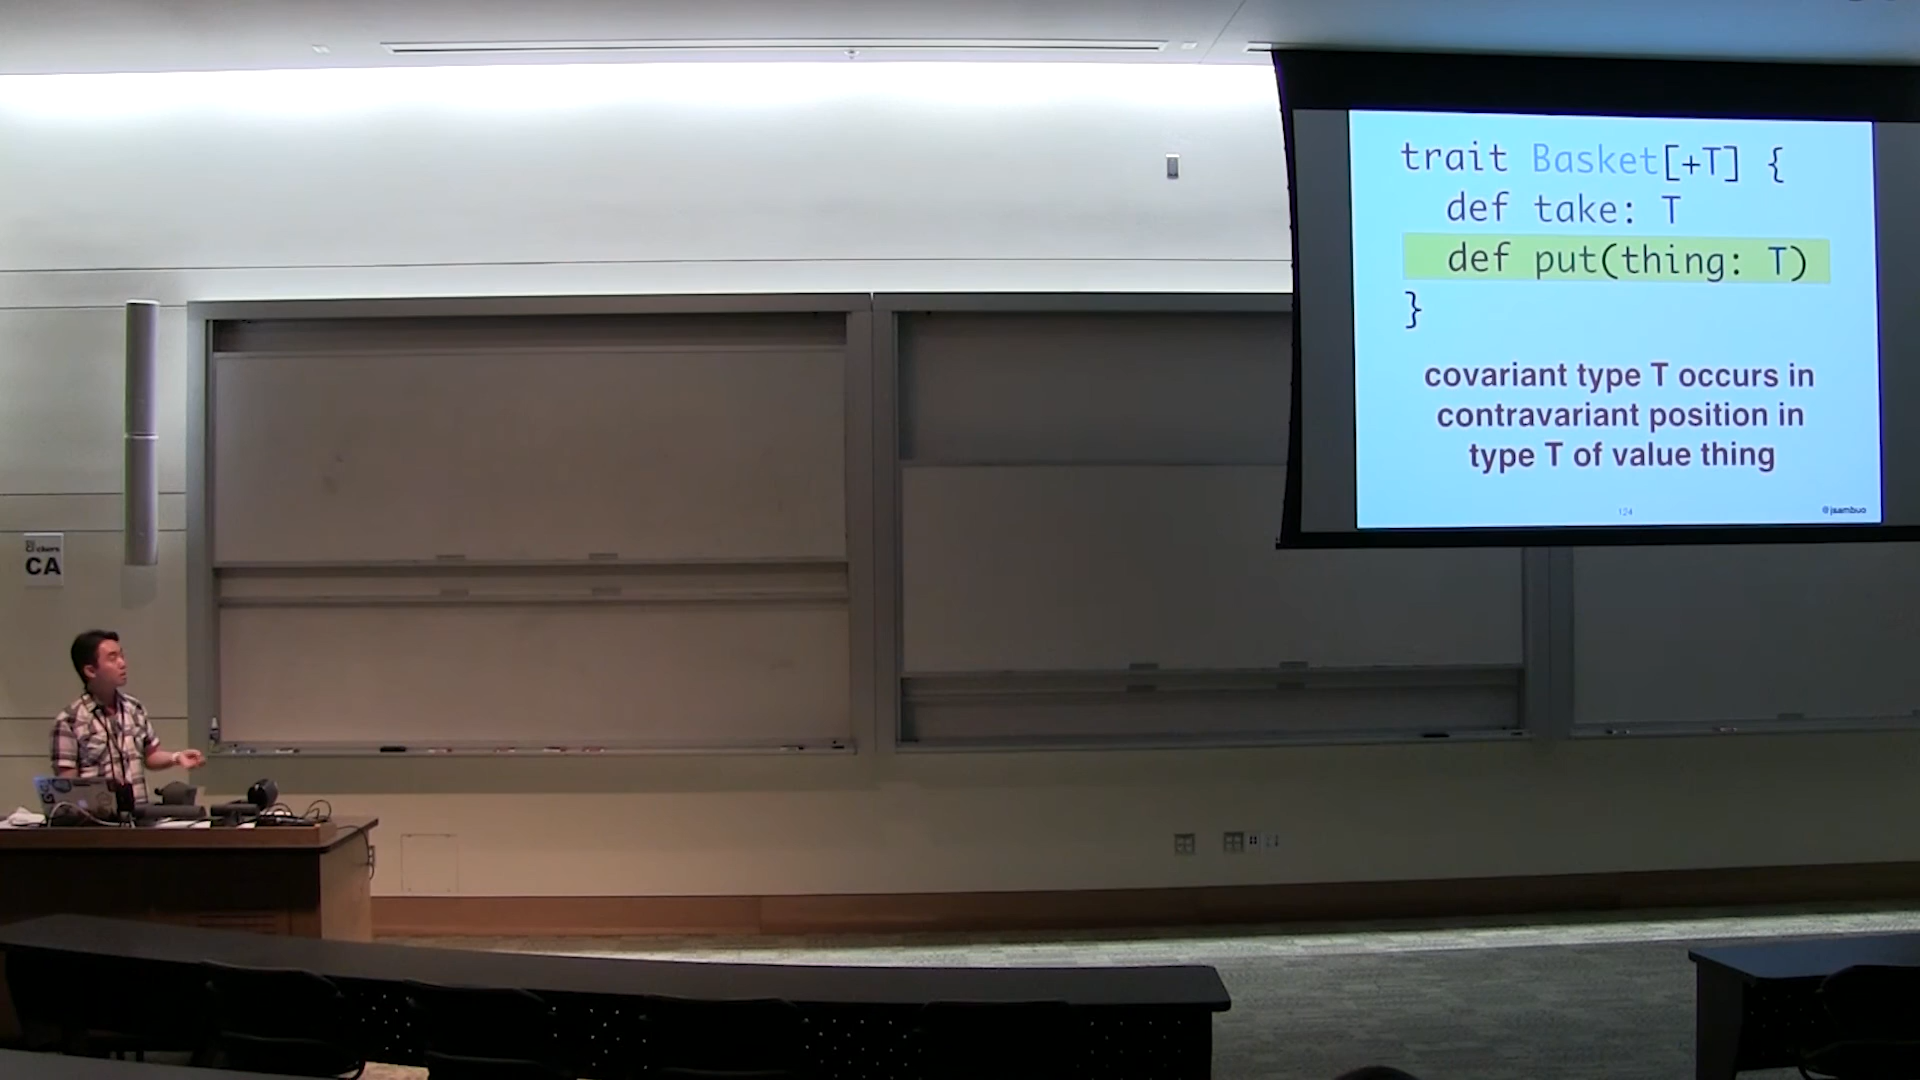 trait Basket[+T] {
def take: T
def put(thing: T)
}
covariant type T occurs in
contravariant position in
type T of value thing
124
@jsambuo
CA